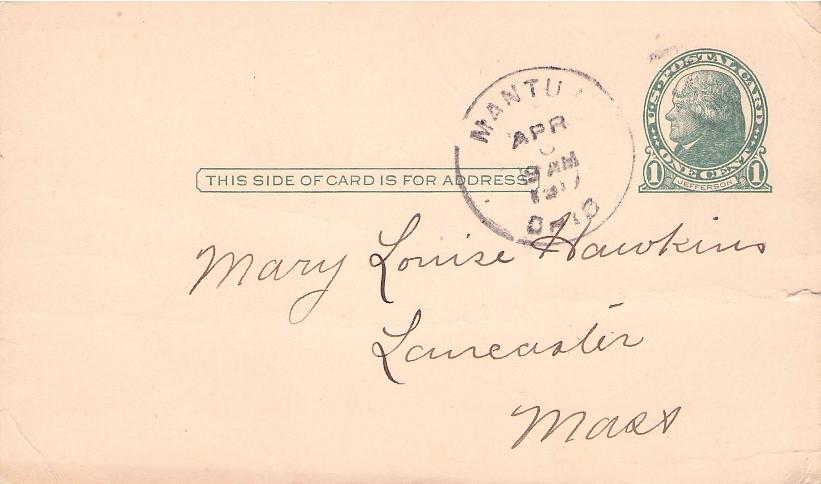 U.S. POSTAL CARD
ONE CENT
1 JEFFERSON 1
MANTU
APR
9 AM
OHIO
THIS SIDE OF CARD IS FOR ADDRESS
Mary Louise Hawkins
Lancaster
Mass